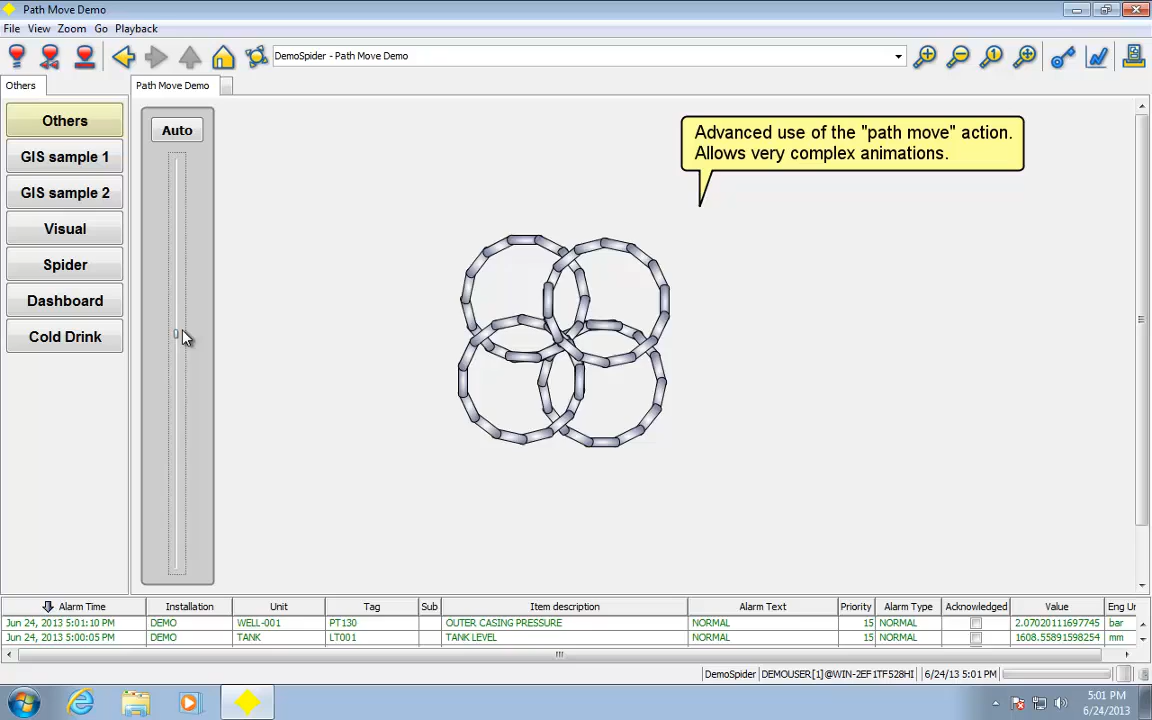 Path Move Demo
File View Zoom Go Playback
DemoSpider - Path Move Demo
Others
Path Move Demo
Others
GIS sample 1
GIS sample 2
Visual
Spider
Dashboard
Cold Drink
Auto
Advanced use of the "path move" action.
Allows very complex animations.
Alarm Time Installation Unit Tag Sub Item description Alarm Text Priority Alarm Type Acknowledged Value Eng Ur
Jun 24, 2013 5:01:10 PM DEMO WELL-001 PT130 OUTER CASING PRESSURE NORMAL 15 NORMAL 2.07020111697745 bar
Jun 24, 2013 5:00:05 PM DEMO TANK LT001 TANK LEVEL NORMAL 15 NORMAL 1608.55891598254 mm
DemoSpider DEMOUSER[1]@WIN-2EF1TF528HI 6/24/13 5:01 PM
5:01 PM
6/24/2013